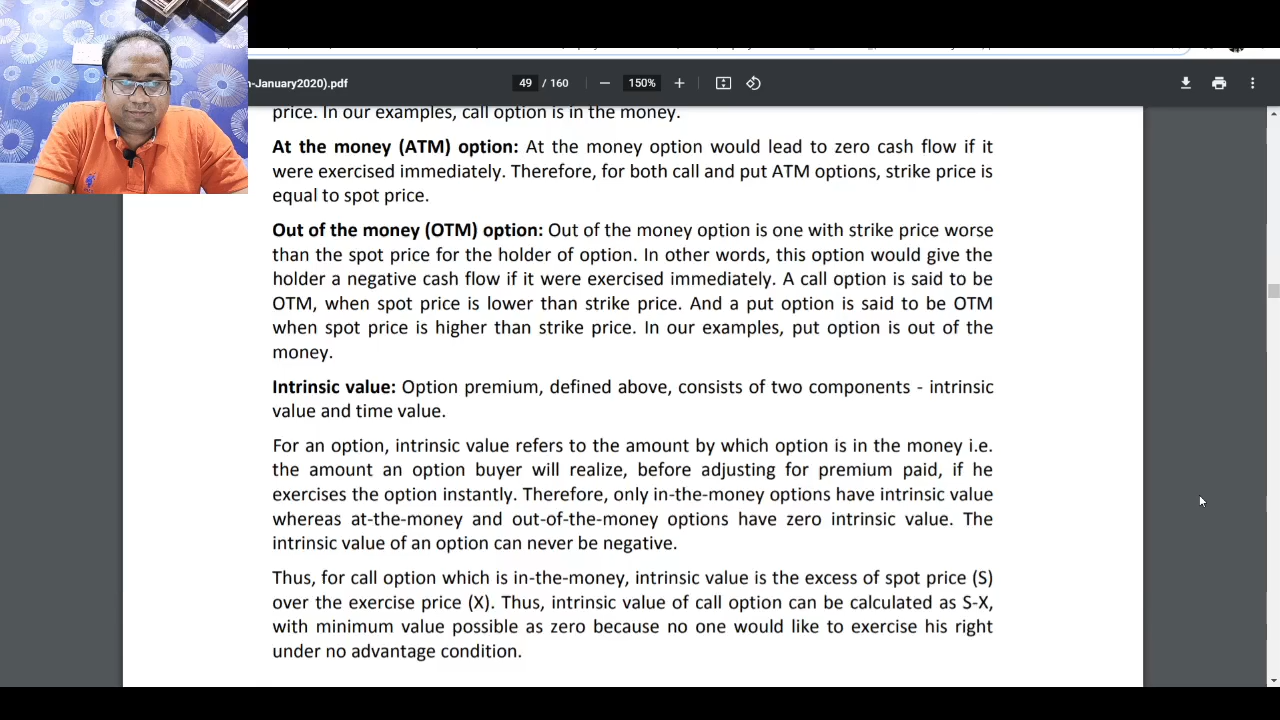 n-January2020).pdf
49 / 160
150%
price. In our examples, call option is in the money.
At the money (ATM) option: At the money option would lead to zero cash flow if it
were exercised immediately. Therefore, for both call and put ATM options, strike price is
equal to spot price.
Out of the money (OTM) option: Out of the money option is one with strike price worse
than the spot price for the holder of option. In other words, this option would give the
holder a negative cash flow if it were exercised immediately. A call option is said to be
OTM, when spot price is lower than strike price. And a put option is said to be OTM
when spot price is higher than strike price. In our examples, put option is out of the
money.
Intrinsic value: Option premium, defined above, consists of two components - intrinsic
value and time value.
For an option, intrinsic value refers to the amount by which option is in the money i.e.
the amount an option buyer will realize, before adjusting for premium paid, if he
exercises the option instantly. Therefore, only in-the-money options have intrinsic value
whereas at-the-money and out-of-the-money options have zero intrinsic value. The
intrinsic value of an option can never be negative.
Thus, for call option which is in-the-money, intrinsic value is the excess of spot price (S)
over the exercise price (X). Thus, intrinsic value of call option can be calculated as S-X,
with minimum value possible as zero because no one would like to exercise his right
under no advantage condition.